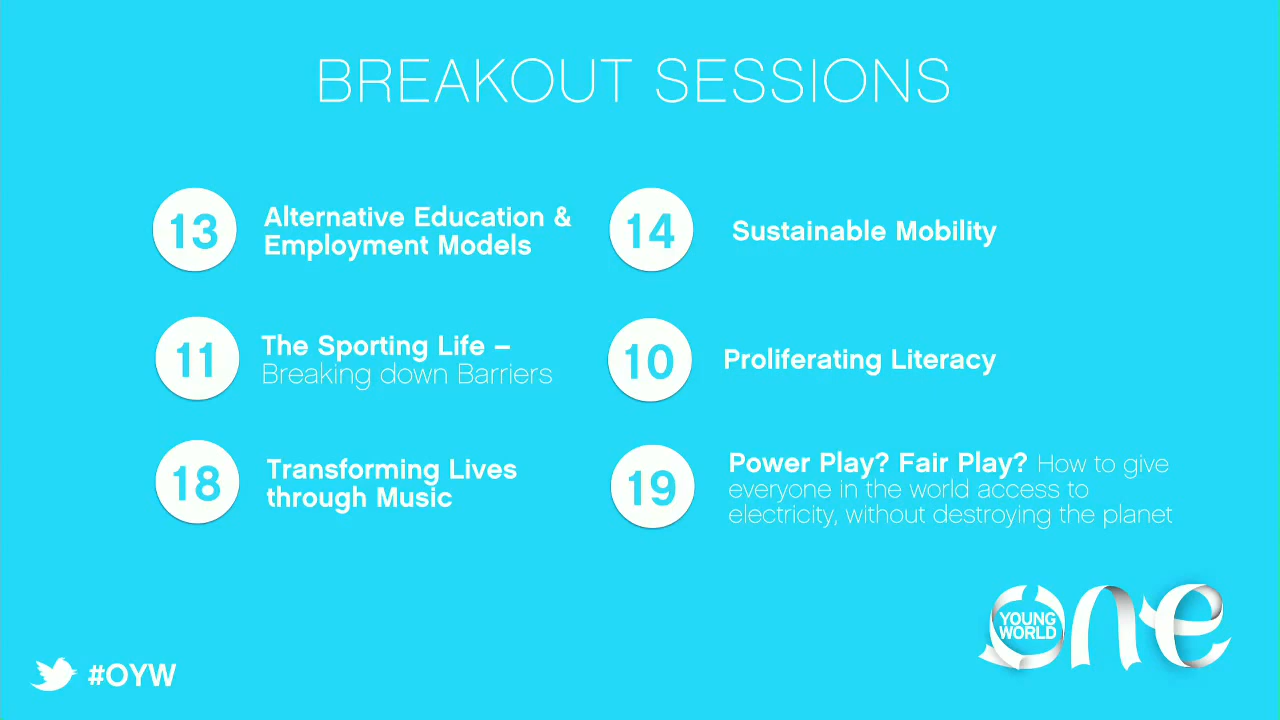 BREAKOUT SESSIONS
13
Alternative Education &
Employment Models
14
Sustainable Mobility
11
The Sporting Life –
Breaking down Barriers
10
Proliferating Literacy
18
Transforming Lives
through Music
19
Power Play? Fair Play? How to give
everyone in the world access to
electricity, without destroying the planet
#OYW
YOUNG
WORLD
one